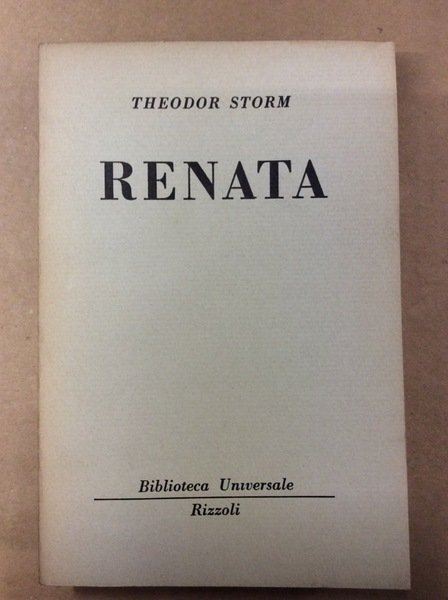 THEODOR STORM
RENATA
Biblioteca Universale
Rizzoli